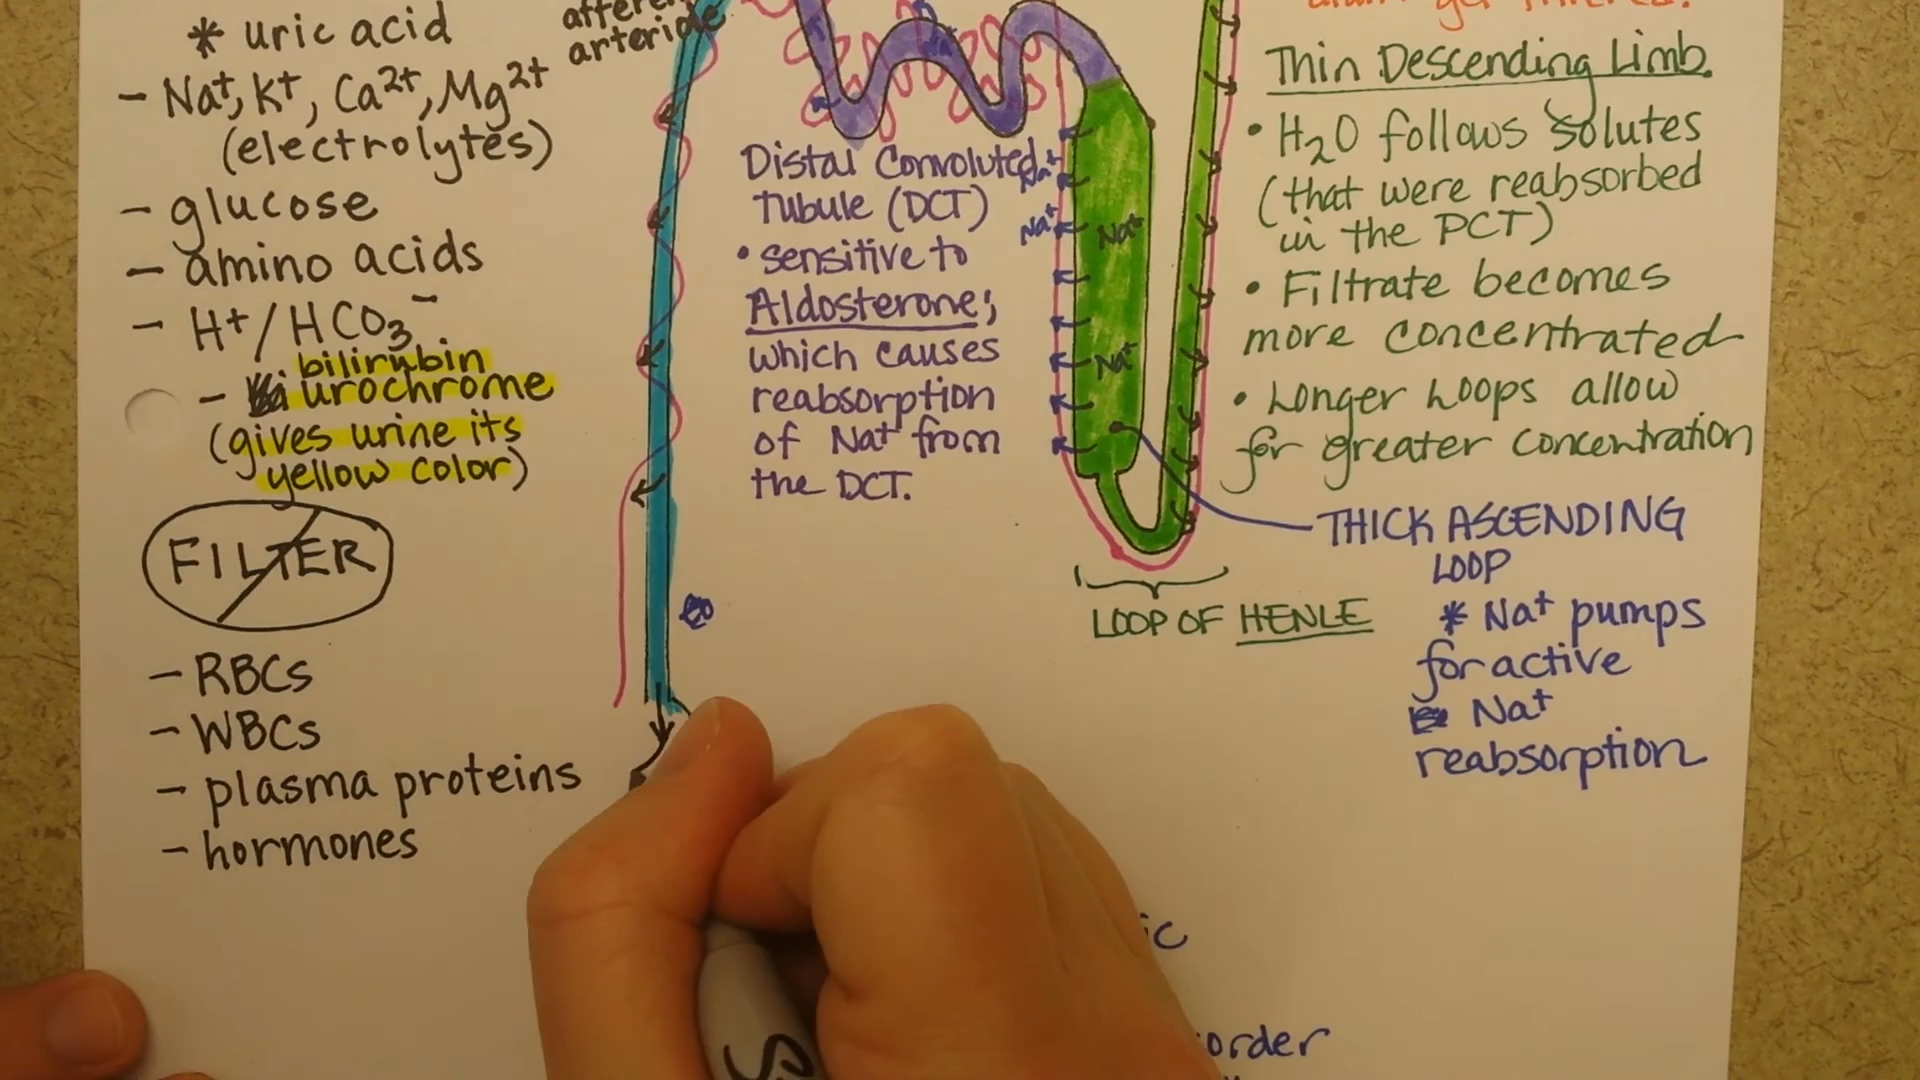 * uric acid
- Na+, K+, Ca2+, Mg2+
(electrolytes)
- glucose
- amino acids
- H+/HCO3-
bilirubin
- urochrome
(gives urine its
yellow color)
FILTER
- RBCs
- WBCs
- plasma proteins
- hormones
afferent
arteriole
Distal Convoluted
Tubule (DCT)
• sensitive to
Aldosterone;
which causes
reabsorption
of Na+ from
the DCT.
Na+
Na+
Na+
Na+
LOOP OF HENLE
Thin Descending Limb
• H2O follows solutes
(that were reabsorbed
in the PCT)
• Filtrate becomes
more concentrated
• Longer Loops allow
for greater concentration
THICK ASCENDING
LOOP
* Na+ pumps
for active
Na+
reabsorption